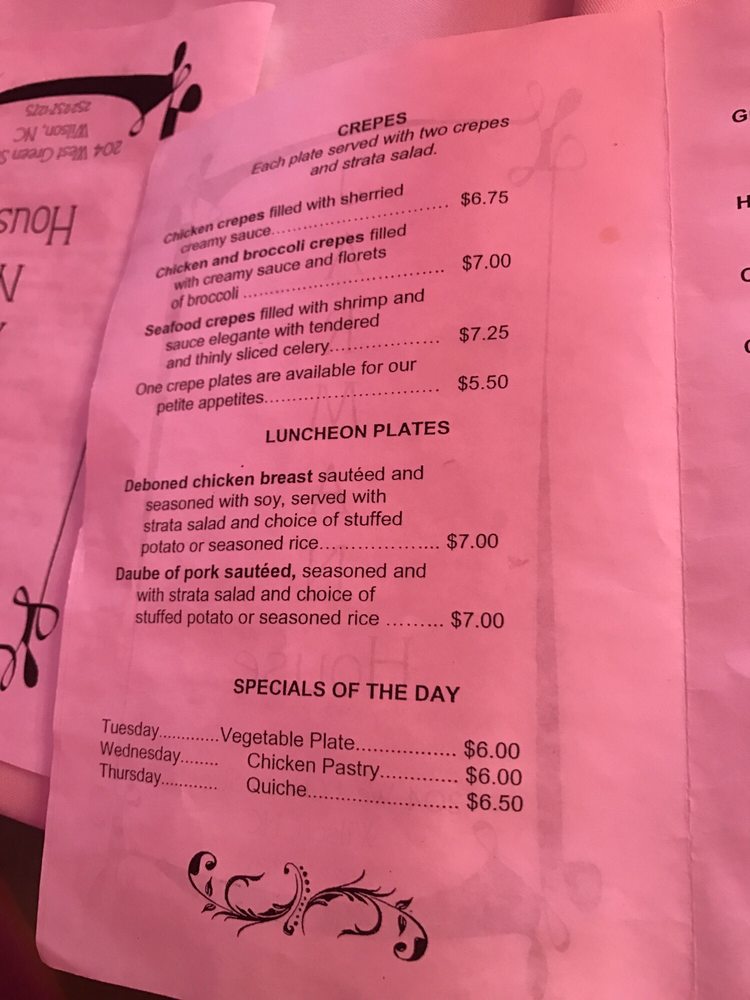 CREPES
Each plate served with two crepes
and strata salad.
Chicken crepes filled with sherried
creamy sauce........................................ $6.75
Chicken and broccoli crepes filled
with creamy sauce and florets
of broccoli ........................................ $7.00
Seafood crepes filled with shrimp and
sauce elegante with tendered
and thinly sliced celery.................... $7.25
One crepe plates are available for our
petite appetites................................ $5.50
LUNCHEON PLATES
Deboned chicken breast sautéed and
seasoned with soy, served with
strata salad and choice of stuffed
potato or seasoned rice.................... $7.00
Daube of pork sautéed, seasoned and
with strata salad and choice of
stuffed potato or seasoned rice ......... $7.00
SPECIALS OF THE DAY
Tuesday.............Vegetable Plate................. $6.00
Wednesday........ Chicken Pastry............. $6.00
Thursday............ Quiche......................... $6.50
204 West Green
Wilson, NC